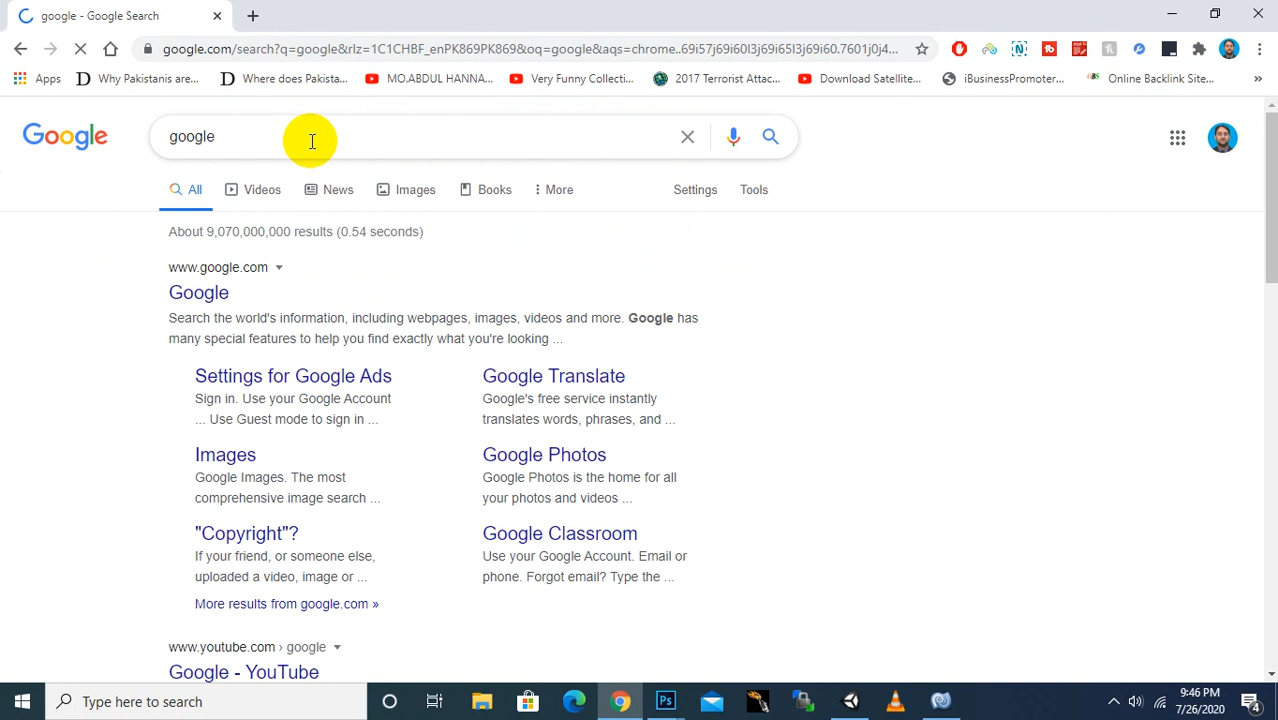 google - Google Search
google.com/search?q=google&rlz=1C1CHBF_enPK869PK869&oq=google&aqs=chrome..69i57j69i60l3j69i65l3j69i60.7601j0j4...
Apps Why Pakistanis are... Where does Pakista... MO.ABDUL HANNA... Very Funny Collecti... 2017 Terrorist Attac... Download Satellite... iBusinessPromoter... Online Backlink Site... »
Google google
All Videos News Images Books More Settings Tools
About 9,070,000,000 results (0.54 seconds)
www.google.com
Google
Search the world's information, including webpages, images, videos and more. Google has
many special features to help you find exactly what you're looking ...
Settings for Google Ads
Sign in. Use your Google Account
... Use Guest mode to sign in ...
Google Translate
Google's free service instantly
translates words, phrases, and ...
Images
Google Images. The most
comprehensive image search ...
Google Photos
Google Photos is the home for all
your photos and videos ...
"Copyright"?
If your friend, or someone else,
uploaded a video, image or ...
Google Classroom
Use your Google Account. Email or
phone. Forgot email? Type the ...
More results from google.com »
www.youtube.com › google
Google - YouTube
Type here to search
Ps
9:46 PM
7/26/2020
4